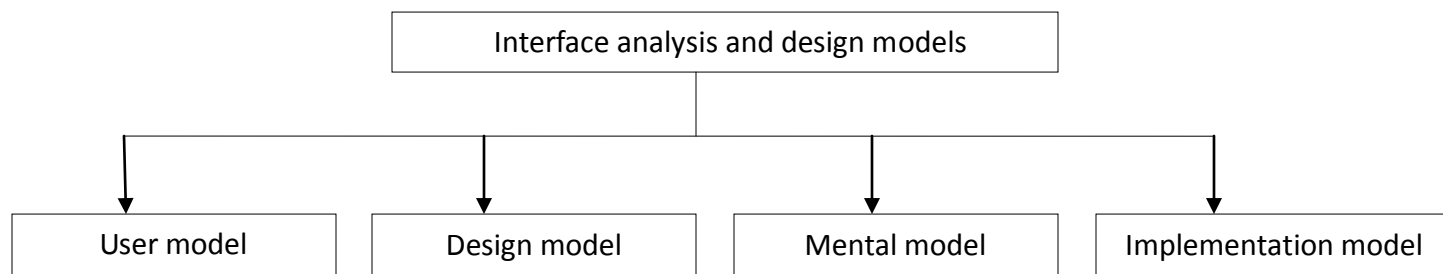 Interface analysis and design models
User model
Design model
Mental model
Implementation model